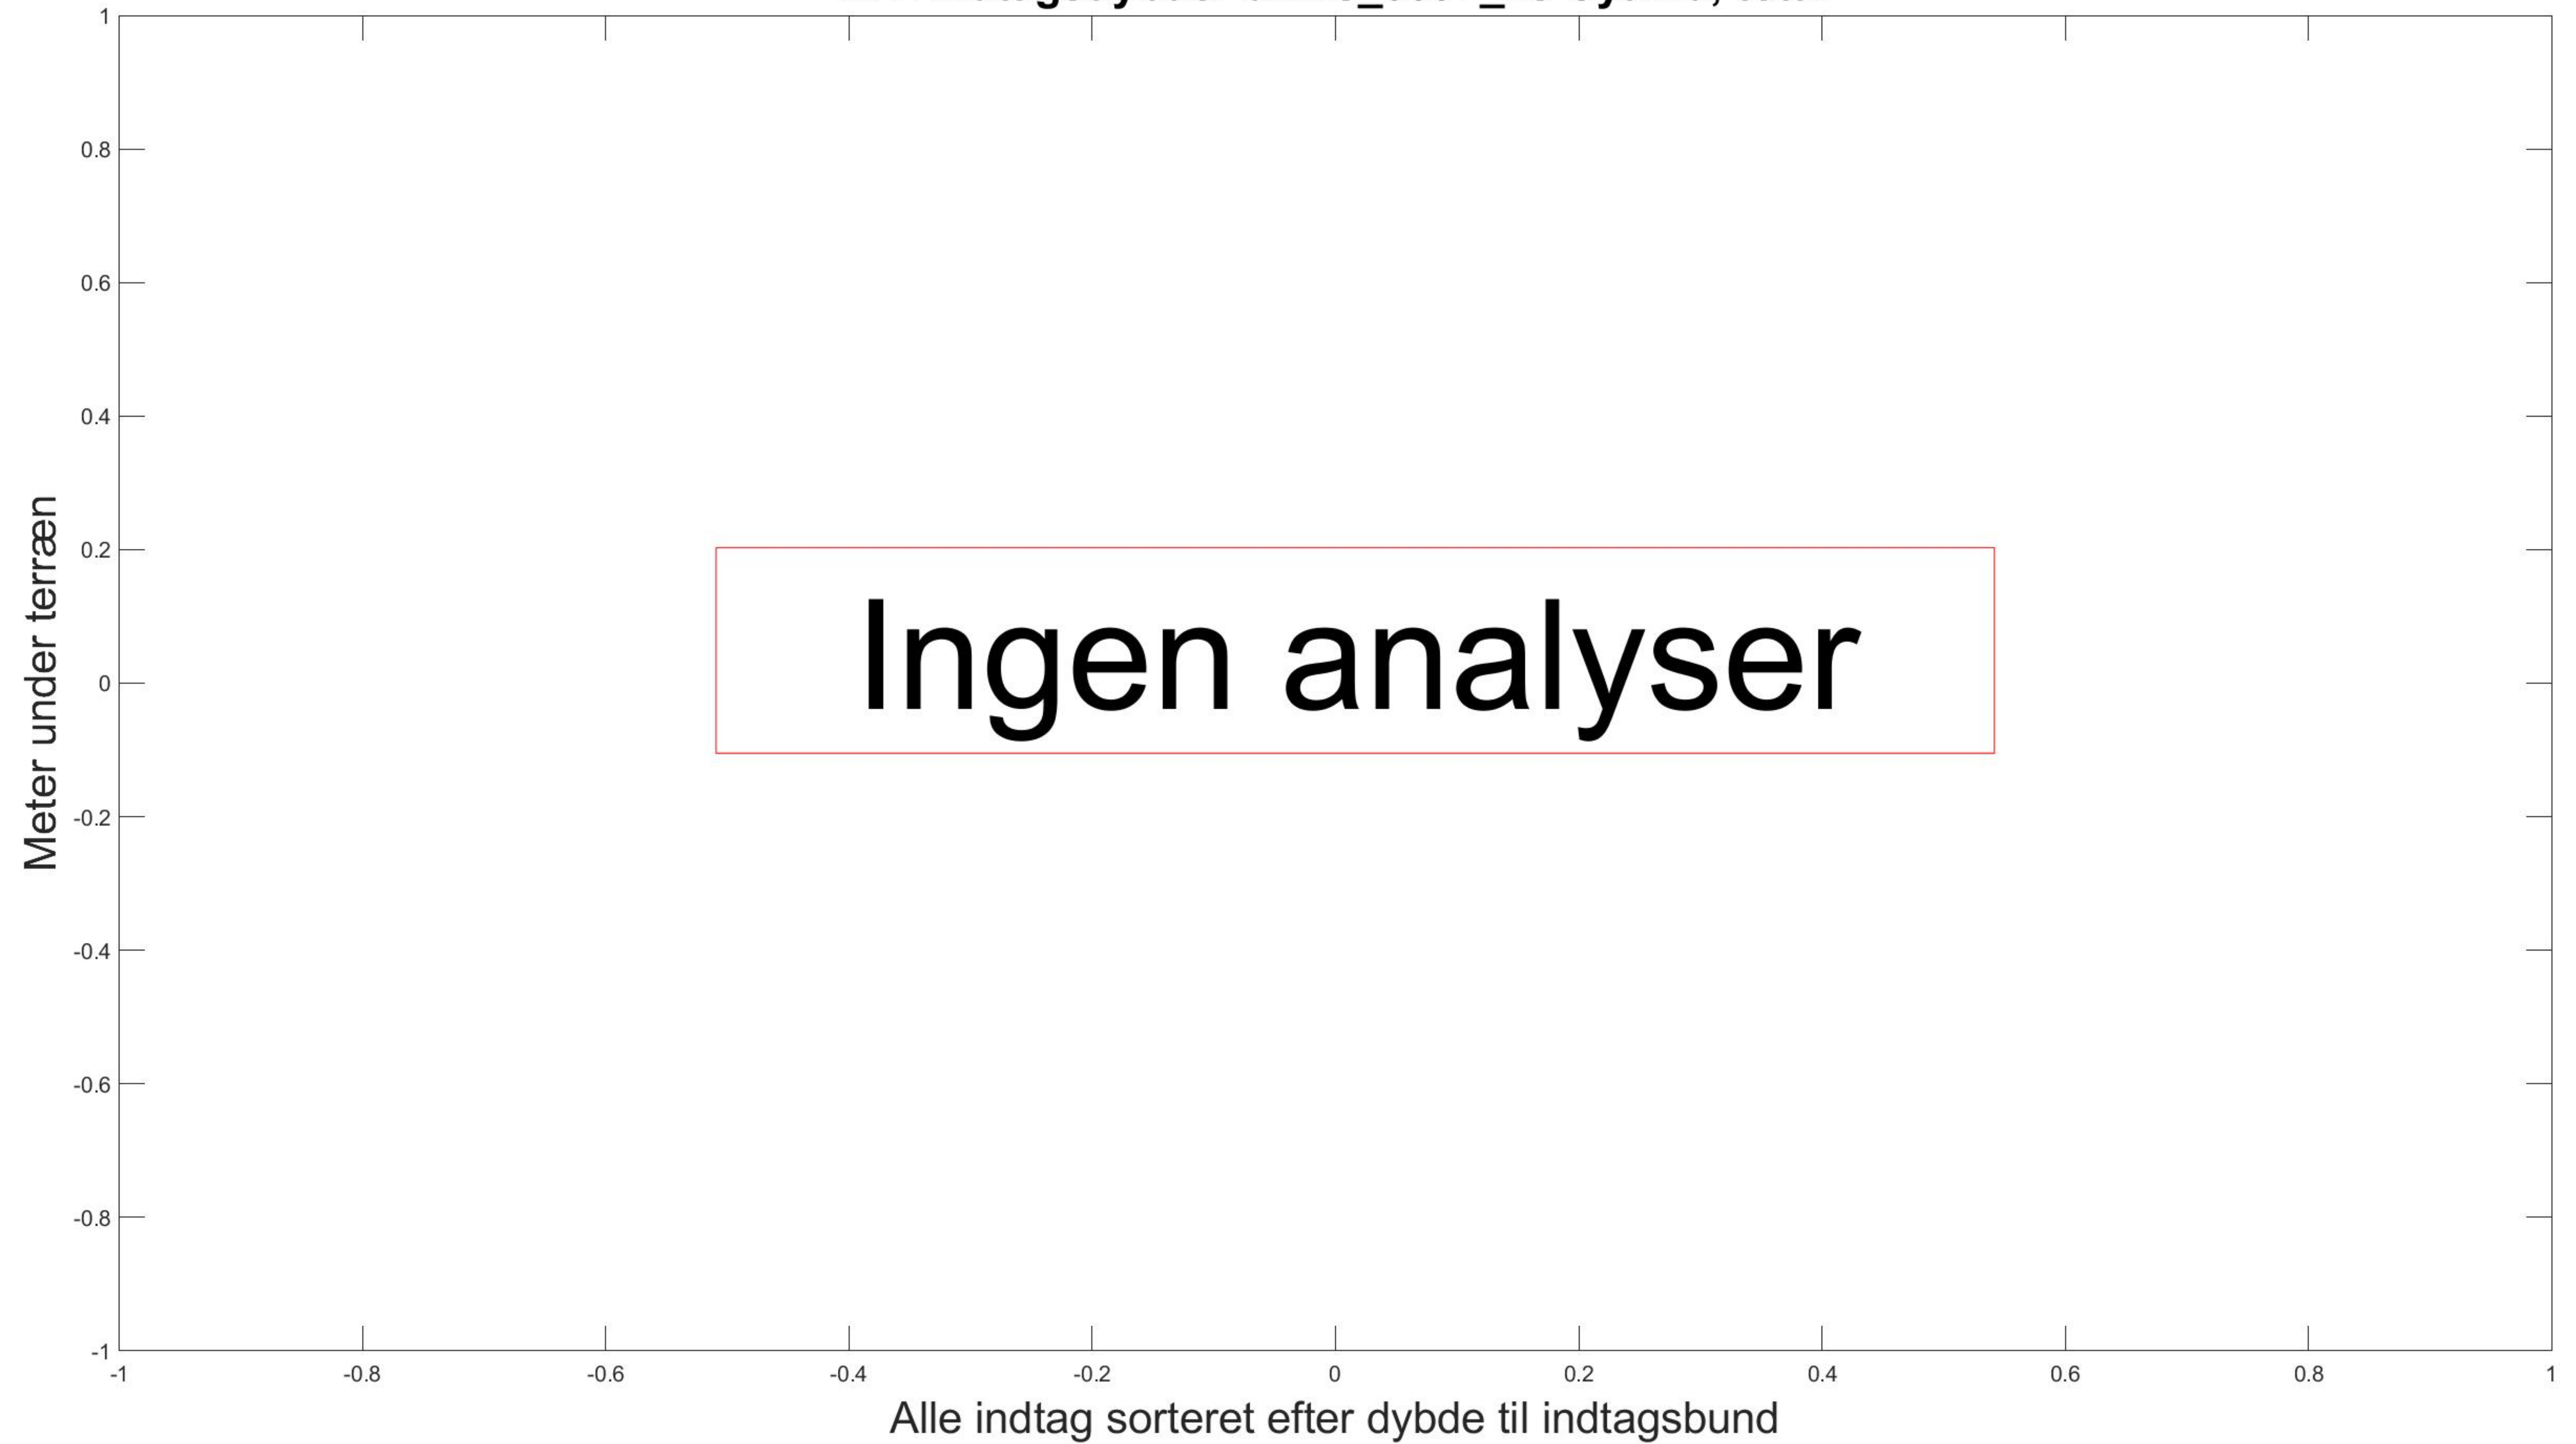 1
0.8
0.6
0.4
0.2
0
-0.2
-0.4
-0.6
-0.8
-1
Meter under terræn
Ingen analyser
-1 -0.8 -0.6 -0.4 -0.2 0 0.2 0.4 0.6 0.8 1
Alle indtag sorteret efter dybde til indtagsbund